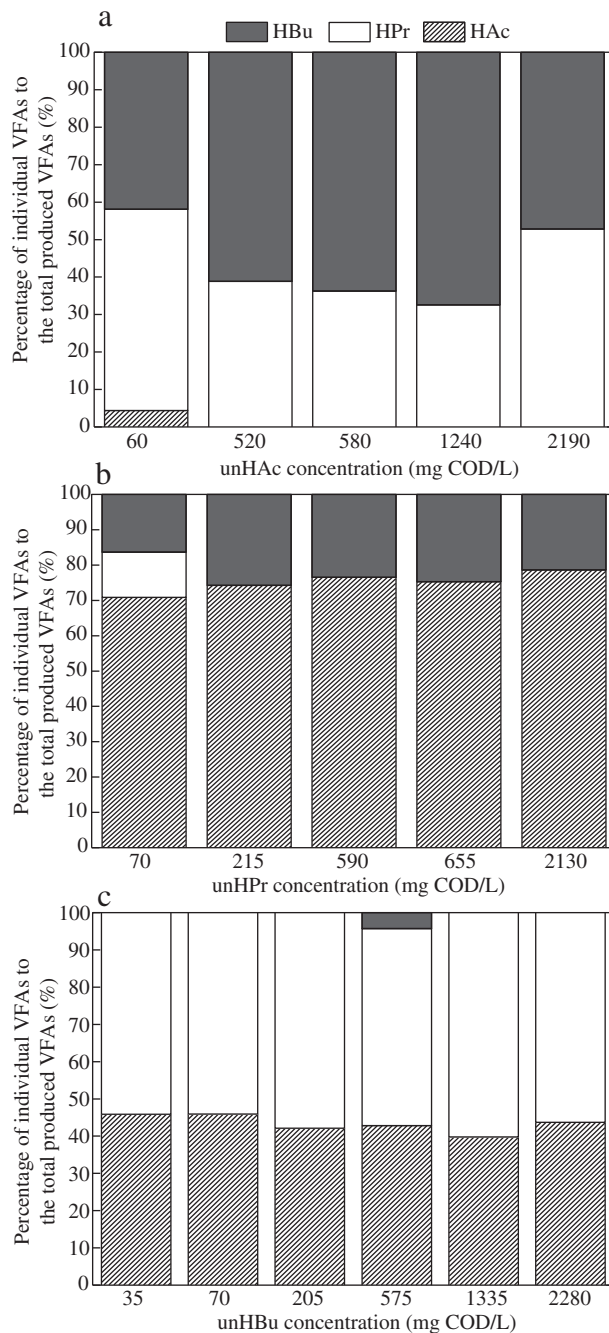 a
HBu HPr HAc
Percentage of individual VFAs to
the total produced VFAs (%)
100
90
80
70
60
50
40
30
20
10
0
60 520 580 1240 2190
unHAc concentration (mg COD/L)
b
Percentage of individual VFAs to
the total produced VFAs (%)
100
90
80
70
60
50
40
30
20
10
0
70 215 590 655 2130
unHPr concentration (mg COD/L)
c
Percentage of individual VFAs to
the total produced VFAs (%)
100
90
80
70
60
50
40
30
20
10
0
35 70 205 575 1335 2280
unHBu concentration (mg COD/L)